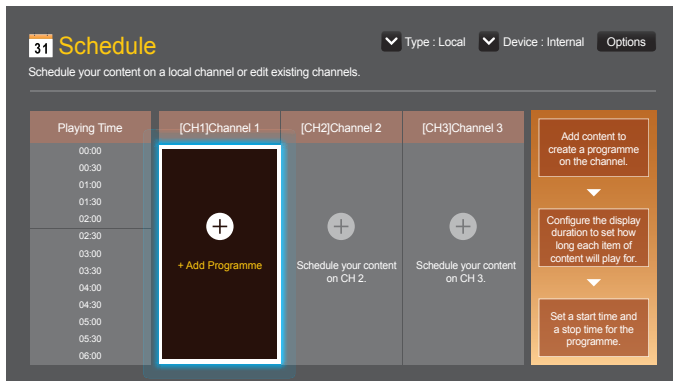 31 Schedule
Type : Local
Device : Internal
Options
Schedule your content on a local channel or edit existing channels.
Playing Time
[CH1]Channel 1
[CH2]Channel 2
[CH3]Channel 3
00:00
00:30
01:00
01:30
02:00
02:30
03:00
03:30
04:00
04:30
05:00
05:30
06:00
+ Add Programme
Schedule your content
on CH 2.
Schedule your content
on CH 3.
Add content to
create a programme
on the channel.
Configure the display
duration to set how
long each item of
content will play for.
Set a start time and
a stop time for the
programme.